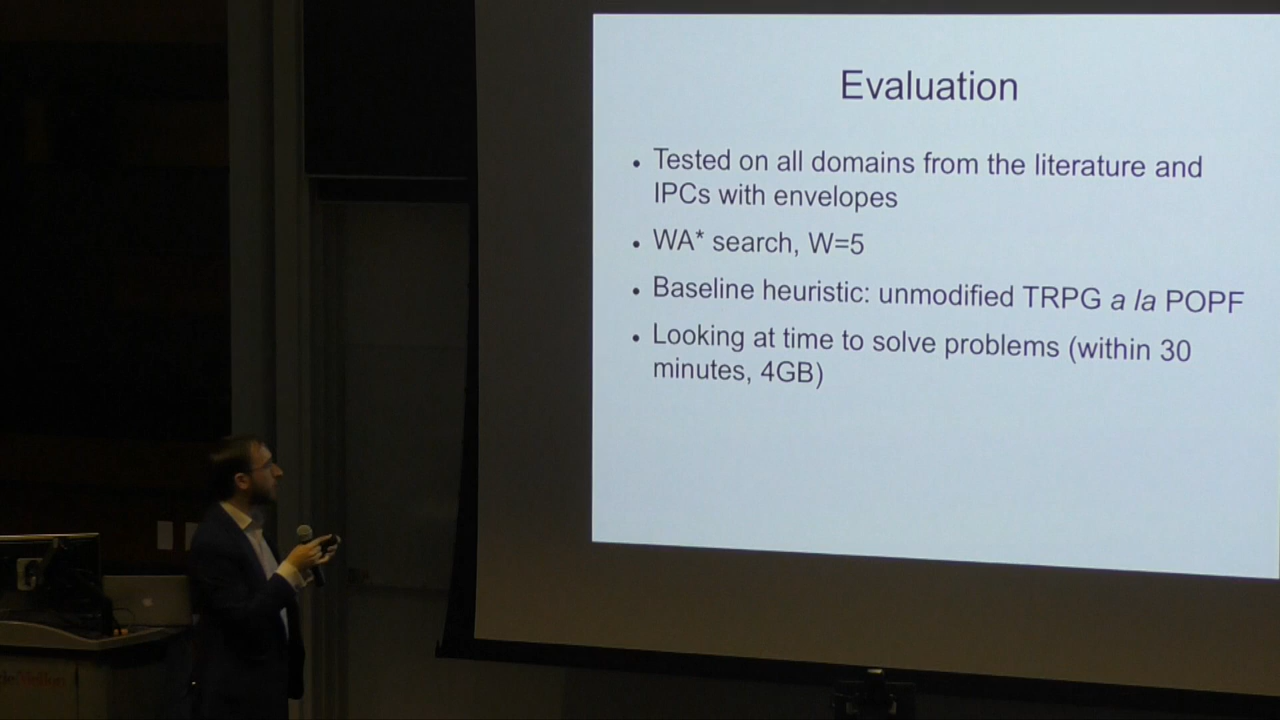 Evaluation
• Tested on all domains from the literature and
IPCs with envelopes
• WA* search, W=5
• Baseline heuristic: unmodified TRPG a la POPF
• Looking at time to solve problems (within 30
minutes, 4GB)